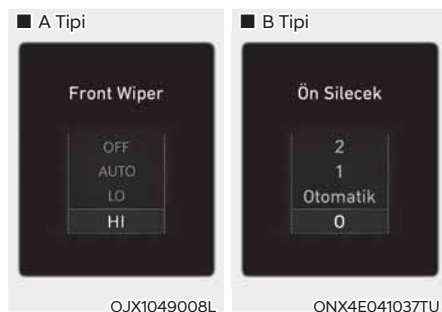 ■ A Tipi
Front Wiper
OFF
AUTO
LO
HI
OJX1049008L
■ B Tipi
Ön Silecek
2
1
Otomatik
0
ONX4E041037TU